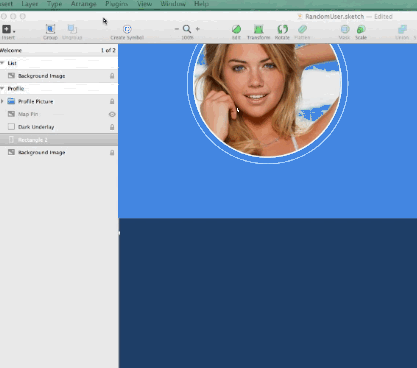 nsert Layer Type Arrange Plugins View Window Help
RandomUser.sketch — Edited
Insert Group Ungroup Create Symbol 100% Edit Transform Rotate Flatten Mask Scale
Welcome 1 of 2
List
Background Image
Profile
Profile Picture
Map Pin
Dark Underlay
Rectangle 1
Background Image